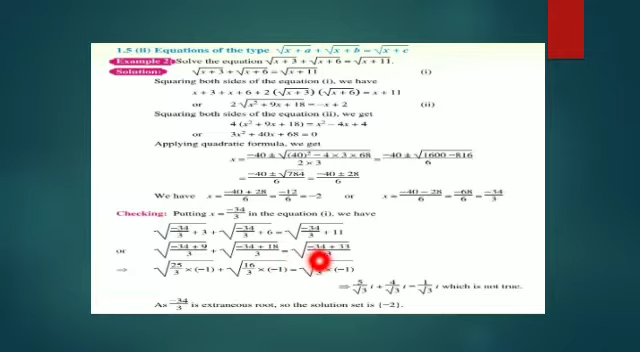 1.5 (ii) Equations of the type √(x + a) + √(x + b) = √(x + c)
Example 2: Solve the equation √(x + 3) + √(x + 6) = √(x + 11).
Solution: √(x + 3) + √(x + 6) = √(x + 11) (i)
Squaring both sides of the equation (i), we have
x + 3 + x + 6 + 2 (√(x + 3)) (√(x + 6)) = x + 11
or 2 √(x² + 9x + 18) = −x + 2 (ii)
Squaring both sides of the equation (ii), we get
4 (x² + 9x + 18) = x² − 4x + 4
or 3x² + 40x + 68 = 0
Applying quadratic formula, we get
x = (−40 ± √((40)² − 4 × 3 × 68))/(2 × 3) = (−40 ± √(1600 − 816))/6
= (−40 ± √784)/6 = (−40 ± 28)/6
We have x = (−40 + 28)/6 = −12/6 = −2 or x = (−40 − 28)/6 = −68/6 = −34/3
Checking: Putting x = −34/3 in the equation (i), we have
√(−34/3 + 3) + √(−34/3 + 6) = √(−34/3 + 11)
or √((−34 + 9)/3) + √((−34 + 18)/3) = √((−34 + 33)/3)
⇒ √(25/3 × (−1)) + √(16/3 × (−1)) = √( /3 × (−1))
⇒ 5/√3 i + 4/√3 i = 1/√3 i which is not true.
As −34/3 is extraneous root, so the solution set is {−2}.